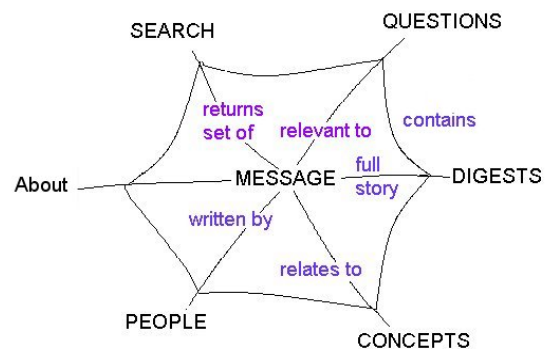 SEARCH
QUESTIONS
returns
set of
relevant to
contains
About
MESSAGE
full
story
DIGESTS
written by
relates to
PEOPLE
CONCEPTS